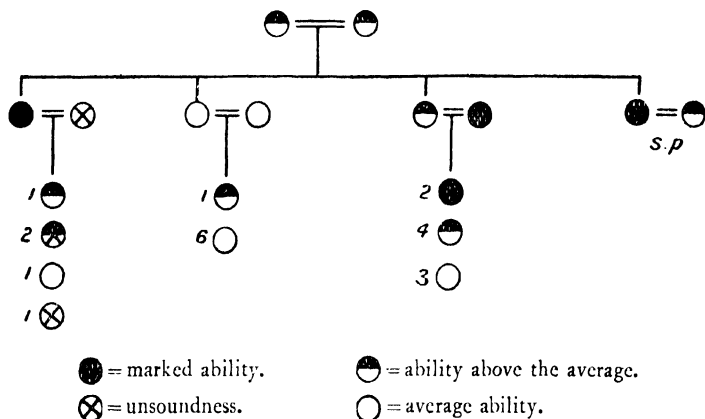 s.p
1 1 2
2 6 4
1 3
1
= marked ability. = ability above the average.
= unsoundness. = average ability.